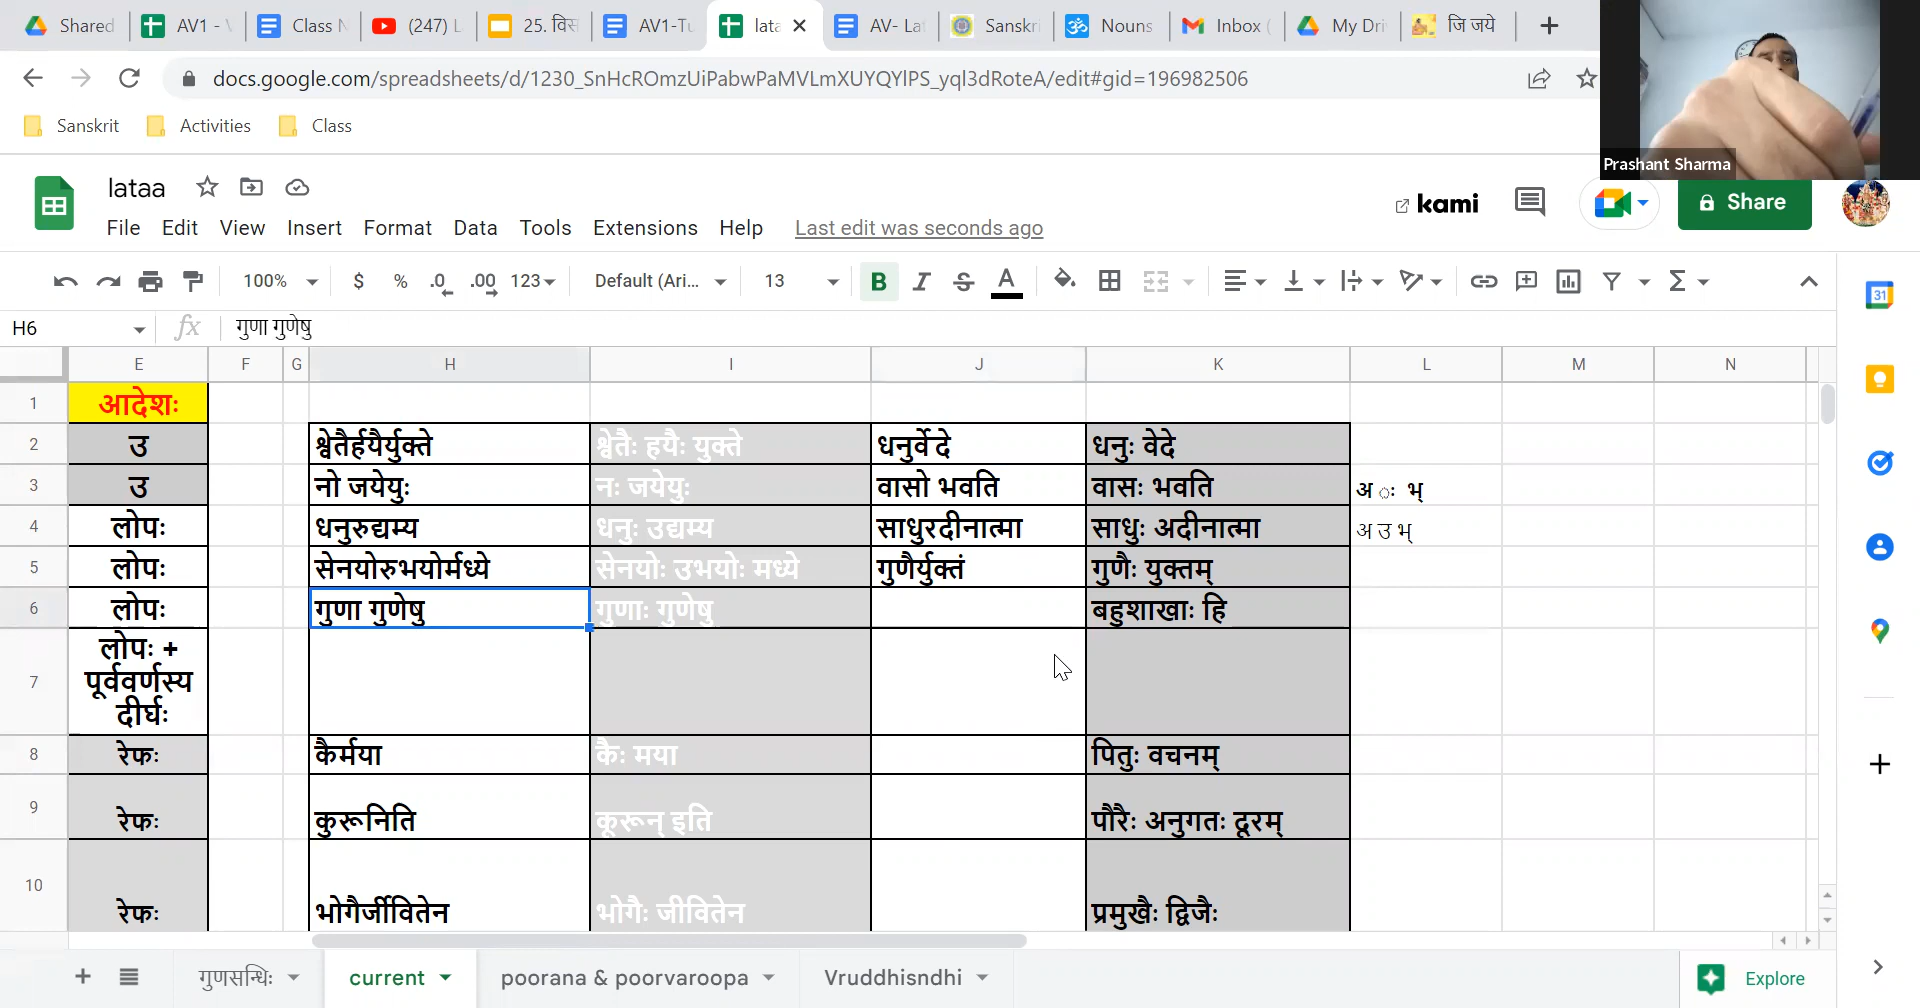 Shared
AV1 -
Class N
(247) L
25. विस
AV1-Tu
lata
AV- La
Sanskri
Nouns
Inbox (
My Dri
जि जये
docs.google.com/spreadsheets/d/1230_SnHcROmzUiPabwPaMVLmXUYQYlPS_yql3dRoteA/edit#gid=196982506
Sanskrit Activities Class
Prashant Sharma
lataa
kami
Share
File Edit View Insert Format Data Tools Extensions Help Last edit was seconds ago
100% $ % .0 .00 123 Default (Ari... 13 B I S A
31
H6 fx गुणा गुणेषु
E F G H I J K L M N
1 आदेशः
2 उ श्वेतैर्हयैर्युक्ते श्वेतैः हयैः युक्ते धनुर्वेदे धनुः वेदे
3 उ नो जयेयुः नः जयेयुः वासो भवति वासः भवति अ ः भ्
4 लोपः धनुरुद्यम्य धनुः उद्यम्य साधुरदीनात्मा साधुः अदीनात्मा अ उ भ्
5 लोपः सेनयोरुभयोर्मध्ये सेनयोः उभयोः मध्ये गुणैर्युक्तं गुणैः युक्तम्
6 लोपः गुणा गुणेषु गुणाः गुणेषु बहुशाखाः हि
7 लोपः +
पूर्ववर्णस्य
दीर्घः
8 रेफः कैर्मया कैः मया पितुः वचनम्
9 रेफः कुरूनिति कूरून् इति पौरैः अनुगतः दूरम्
10 रेफः भोगैर्जीवितेन भोगैः जीवितेन प्रमुखैः द्विजैः
गुणसन्धिः current poorana & poorvaroopa Vruddhisndhi Explore